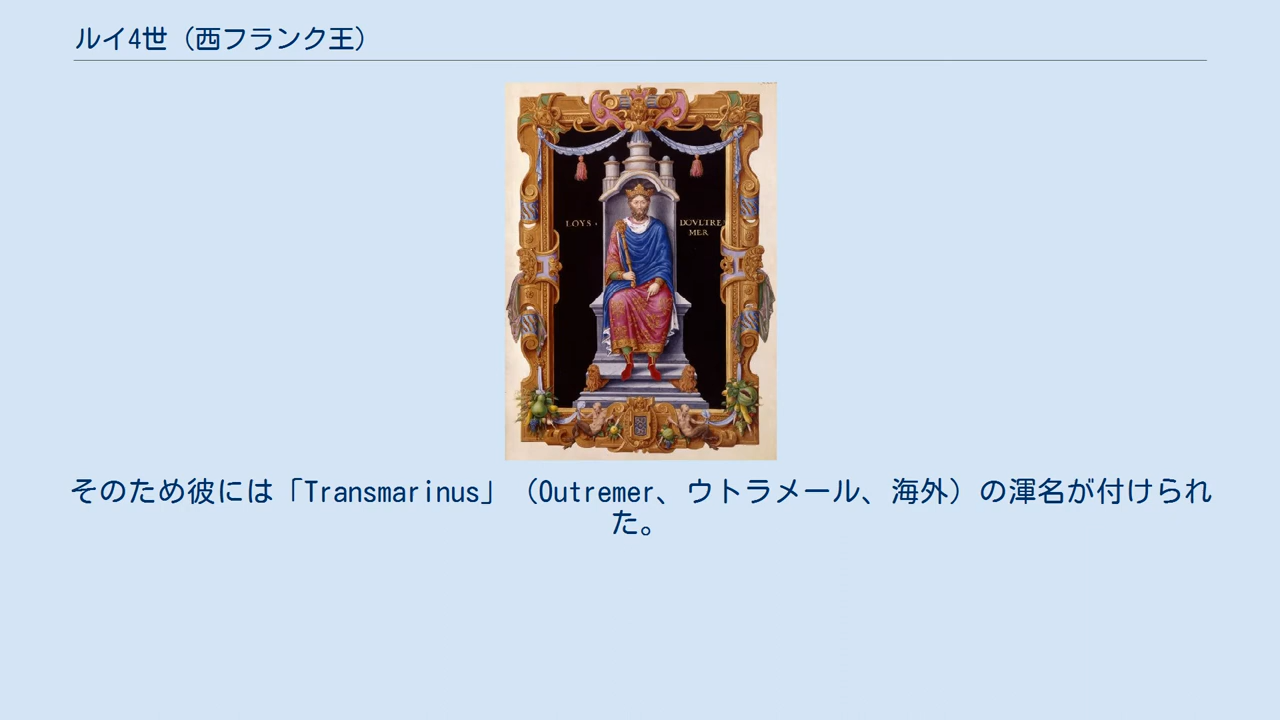 ルイ4世（西フランク王）
LOYS·
DOVLTRE
MER
そのため彼には「Transmarinus」（Outremer、ウトラメール、海外）の渾名が付けられ
た。